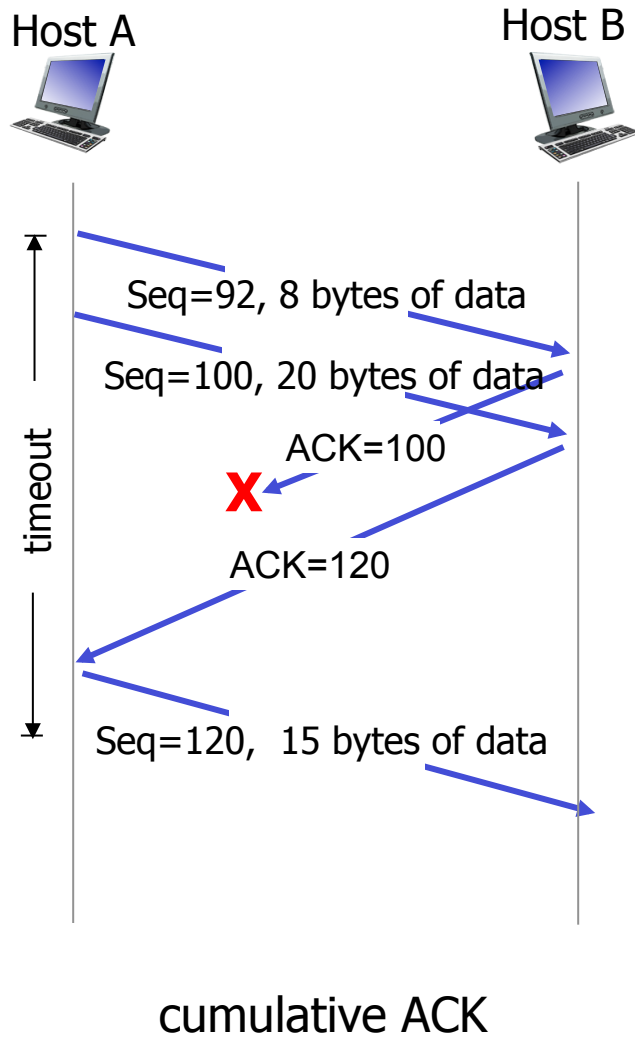 Host A
Host B
Seq=92, 8 bytes of data
Seq=100, 20 bytes of data
ACK=100
X
timeout
ACK=120
Seq=120, 15 bytes of data
cumulative ACK